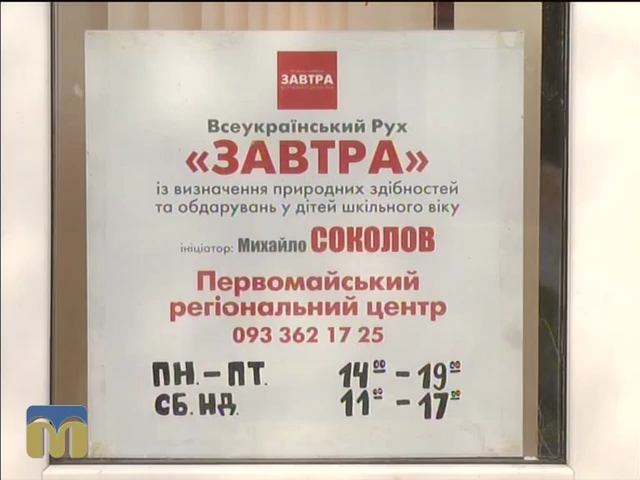 ЗАВТРА
Всеукраїнський Рух
«ЗАВТРА»
із визначення природних здібностей
та обдарувань у дітей шкільного віку
ініціатор: Михайло СОКОЛОВ
Первомайський
регіональний центр
093 362 17 25
ПН. – ПТ. 14⁰⁰ – 19⁰⁰
СБ. НД. 11⁰⁰ – 17⁰⁰
М